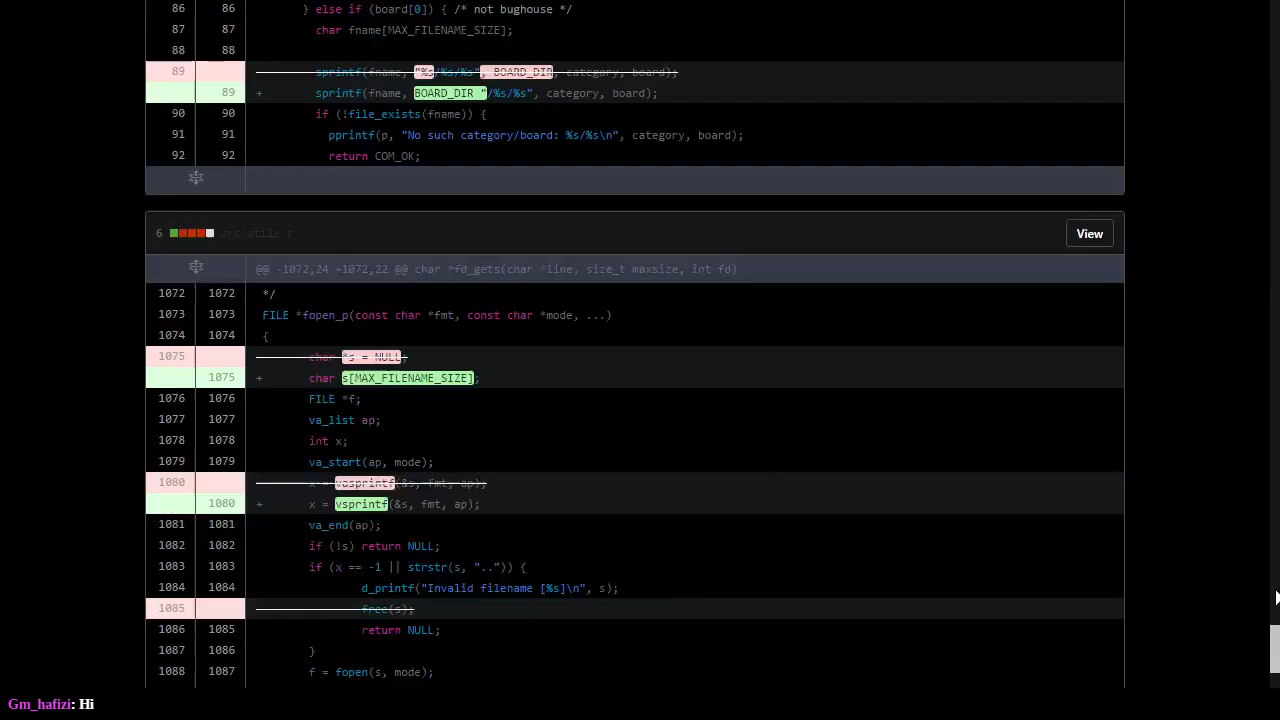 86 86 } else if (board[0]) { /* not bughouse */
87 87 char fname[MAX_FILENAME_SIZE];
88 88
89 sprintf(fname, "%s/%s/%s", BOARD_DIR, category, board);
89 + sprintf(fname, BOARD_DIR "/%s/%s", category, board);
90 90 if (!file_exists(fname)) {
91 91 pprintf(p, "No such category/board: %s/%s\n", category, board);
92 92 return COM_OK;
6 View
@@ -1072,24 +1072,22 @@ char *fd_gets(char *line, size_t maxsize, int fd)
1072 1072 */
1073 1073 FILE *fopen_p(const char *fmt, const char *mode, ...)
1074 1074 {
1075 char *s = NULL;
1075 + char s[MAX_FILENAME_SIZE];
1076 1076 FILE *f;
1077 1077 va_list ap;
1078 1078 int x;
1079 1079 va_start(ap, mode);
1080 x = vasprintf(&s, fmt, ap);
1080 + x = vsprintf(&s, fmt, ap);
1081 1081 va_end(ap);
1082 1082 if (!s) return NULL;
1083 1083 if (x == -1 || strstr(s, "..")) {
1084 1084 d_printf("Invalid filename [%s]\n", s);
1085 free(s);
1086 1085 return NULL;
1087 1086 }
1088 1087 f = fopen(s, mode);
Gm_hafizi: Hi